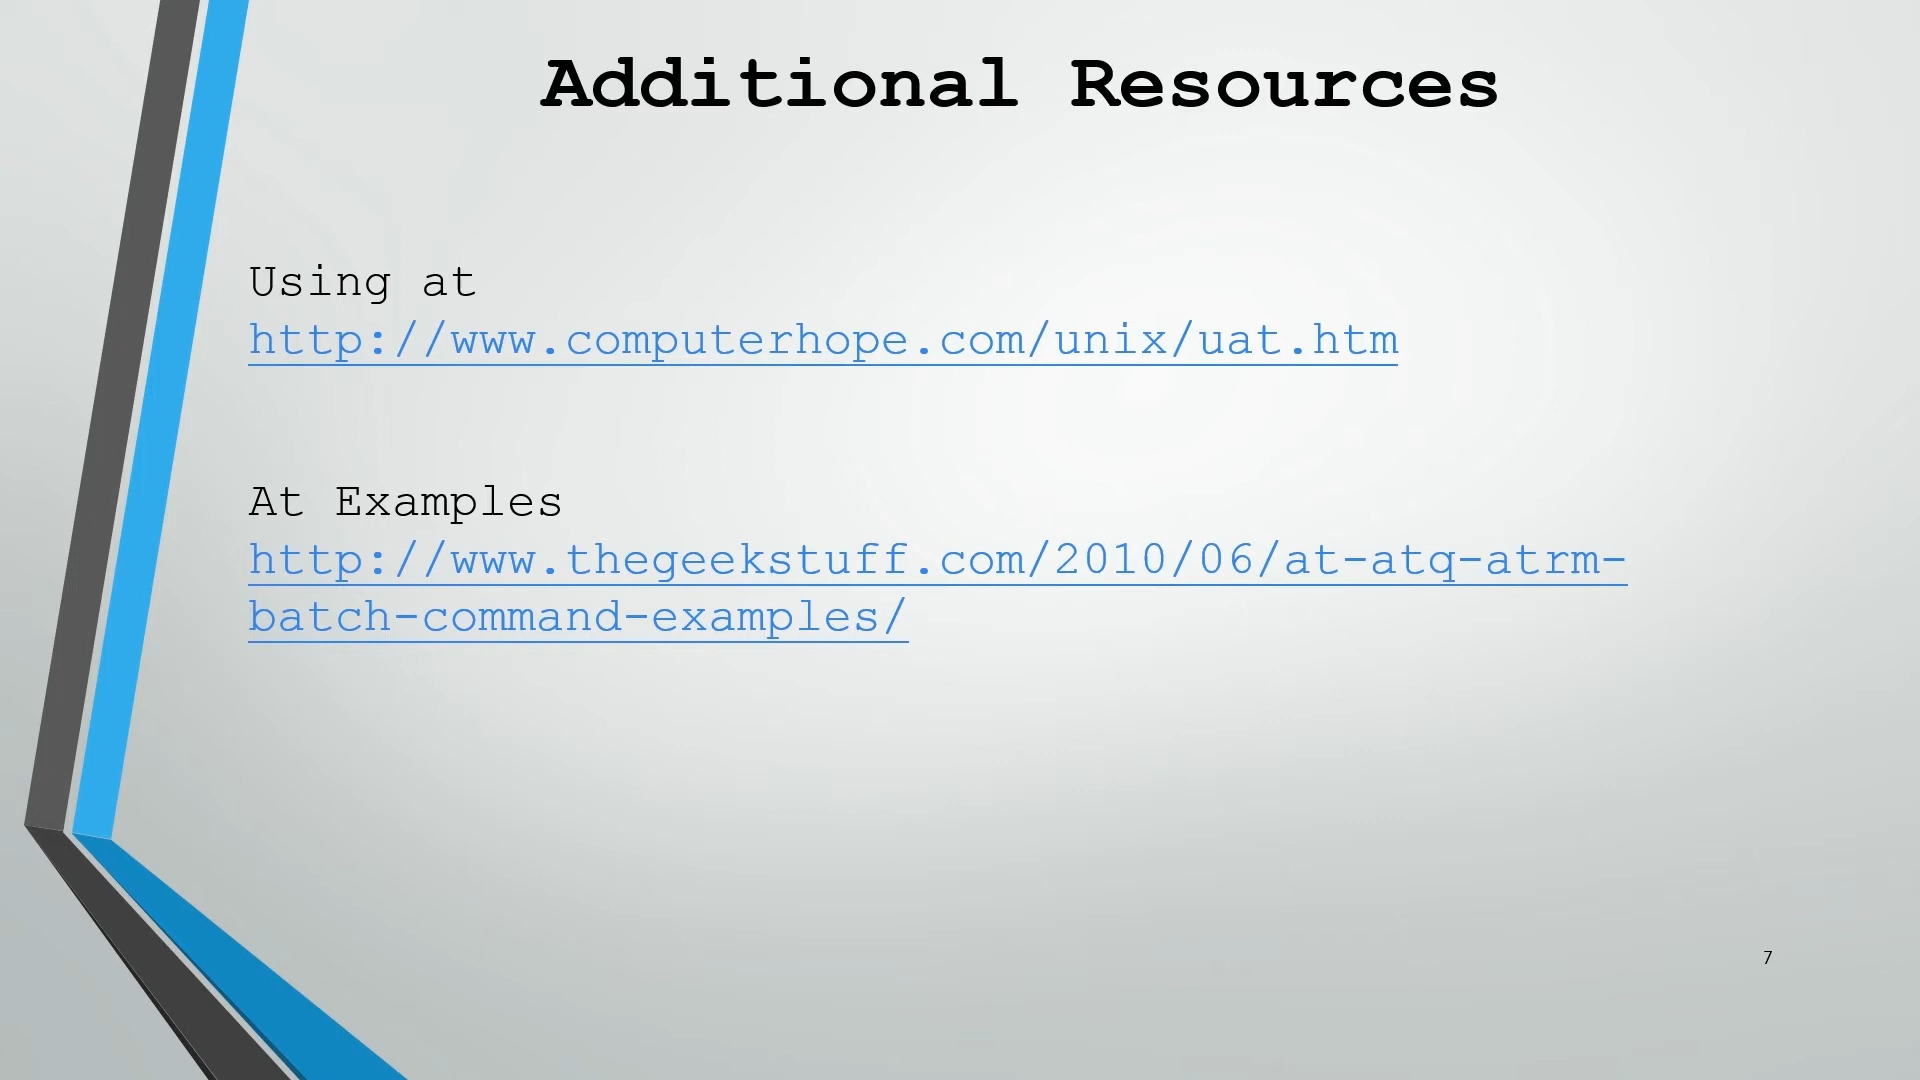 Additional Resources
Using at
http://www.computerhope.com/unix/uat.htm
At Examples
http://www.thegeekstuff.com/2010/06/at-atq-atrm-
batch-command-examples/
7